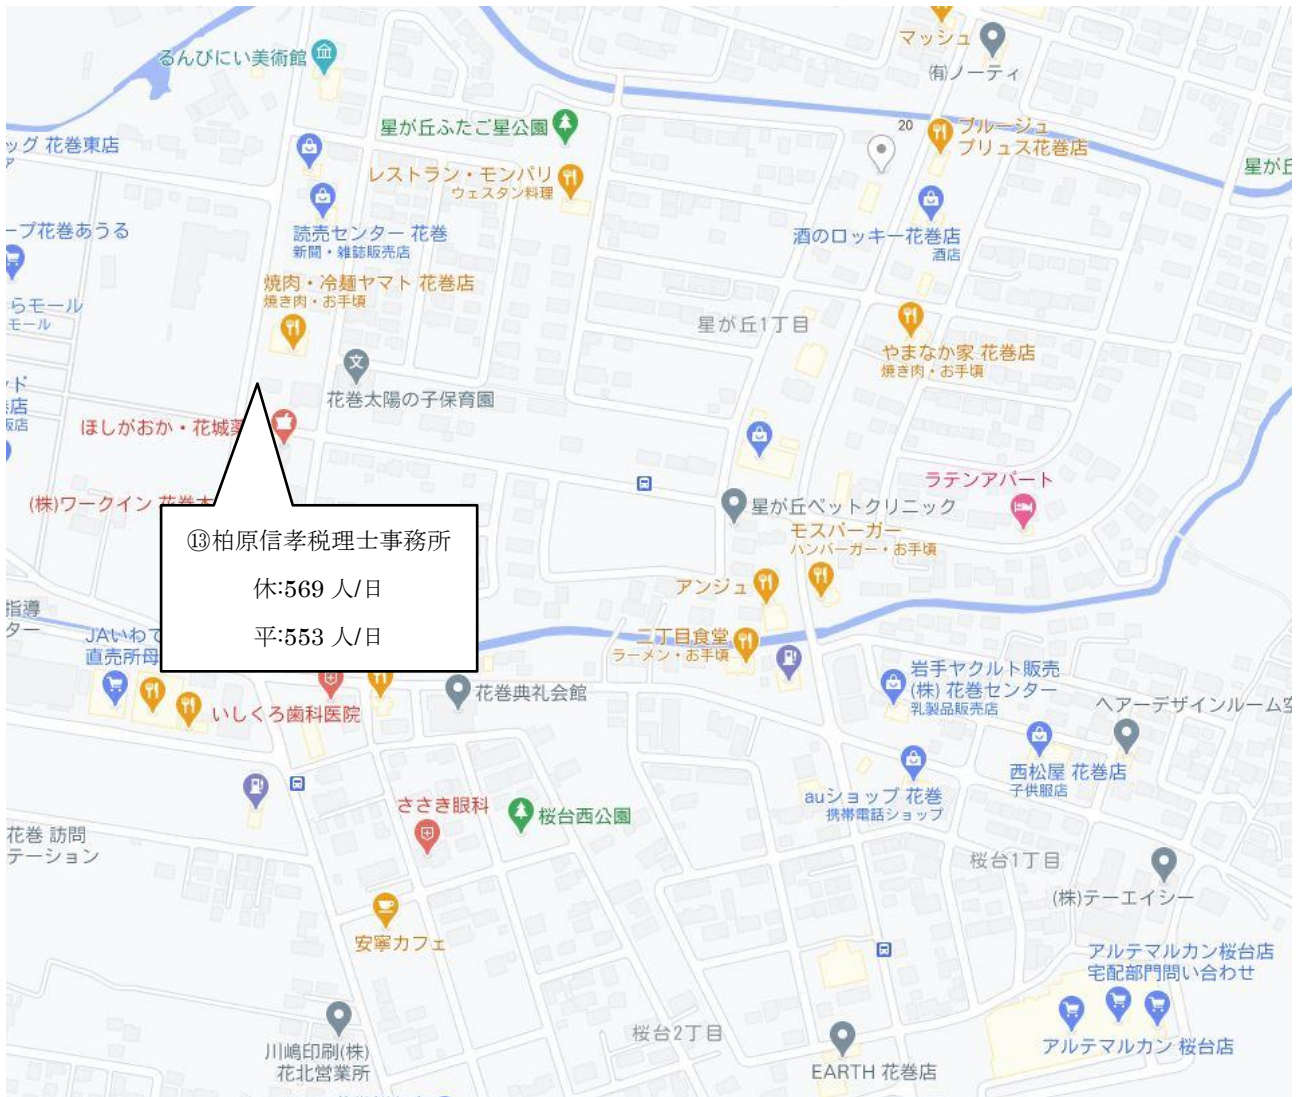 マッシュ
るんびにい美術館
(有)ノーティ
星が丘ふたご星公園
20
ブルージュ
プリュス花巻店
ッグ 花巻東店
ア
レストラン・モンパリ
ウェスタン料理
星が丘
ープ花巻あうる
読売センター 花巻
新聞・雑誌販売店
酒のロッキー花巻店
酒店
焼肉・冷麺ヤマト 花巻店
焼き肉・お手頃
らモール
モール
星が丘1丁目
やまなか家 花巻店
焼き肉・お手頃
ド
店
販店
花巻太陽の子保育園
ほしがおか・花城薬
(株)ワークイン 花巻本
ラテンアパート
星が丘ペットクリニック
モスバーガー
ハンバーガー・お手頃
⑬柏原信孝税理士事務所
休:569 人/日
平:553 人/日
アンジュ
指導
ター
JAいわて
直売所母
二丁目食堂
ラーメン・お手頃
岩手ヤクルト販売
(株) 花巻センター
乳製品販売店
花巻典礼会館
いしくろ歯科医院
ヘアーデザインルーム空
西松屋 花巻店
子供服店
auショップ 花巻
携帯電話ショップ
ささき眼科
桜台西公園
花巻 訪問
テーション
桜台1丁目
(株)テーエイシー
安寧カフェ
アルテマルカン桜台店
宅配部門問い合わせ
桜台2丁目
アルテマルカン 桜台店
川嶋印刷(株)
花北営業所
EARTH 花巻店